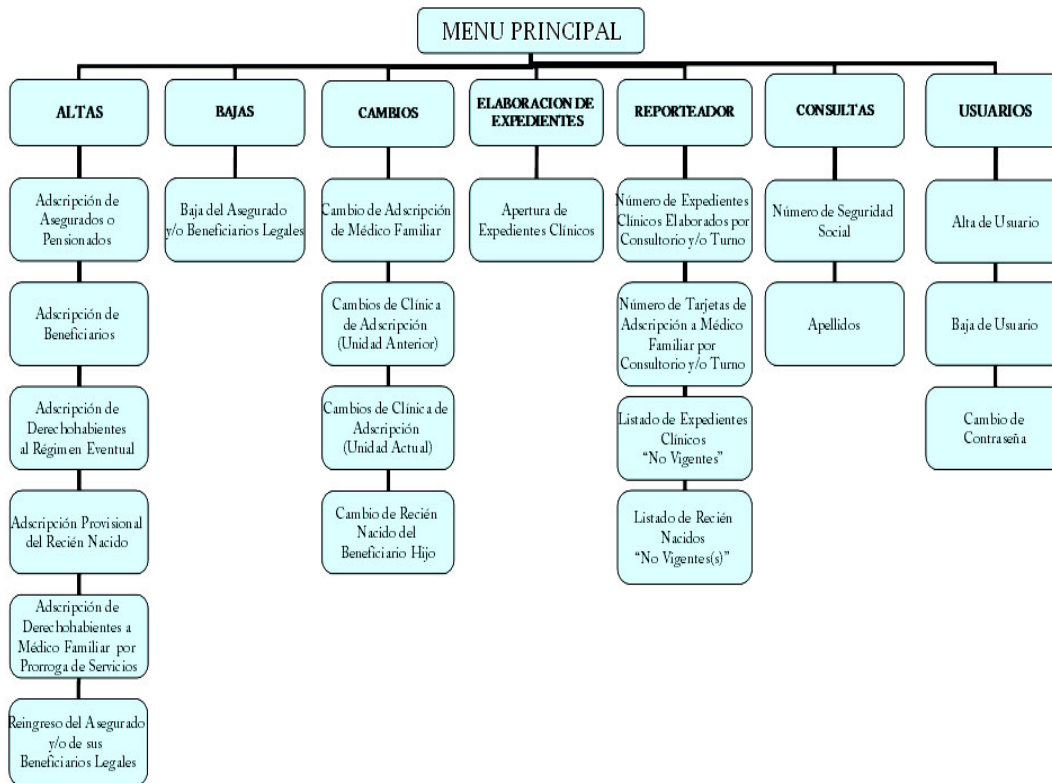 MENU PRINCIPAL
ALTAS
BAJAS
CAMBIOS
ELABORACION DE
EXPEDIENTES
REPORTEADOR
CONSULTAS
USUARIOS
Adscripción de
Asegurados o
Pensionados
Adscripción de
Beneficiarios
Adscripción de
Derechohabientes
al Régimen Eventual
Adscripción Provisional
del Recién Nacido
Adscripción de
Derechohabientes a
Médico Familiar por
Prorroga de Servicios
Reingreso del Asegurado
y/o de sus
Beneficiarios Legales
Baja del Asegurado
y/o Beneficiarios Legales
Cambio de Adscripción
de Médico Familiar
Cambios de Clínica
de Adscripción
(Unidad Anterior)
Cambios de Clínica de
Adscripción
(Unidad Actual)
Cambio de Recién
Nacido del
Beneficiario Hijo
Apertura de
Expedientes Clínicos
Número de Expedientes
Clínicos Elaborados por
Consultorio y/o Turno
Número de Tarjetas de
Adscripción a Médico
Familiar por
Consultorio y/o Turno
Listado de Expedientes
Clínicos
“No Vigentes”
Listado de Recién
Nacidos
“No Vigentes(s)”
Número de Seguridad
Social
Apellidos
Alta de Usuario
Baja de Usuario
Cambio de
Contraseña